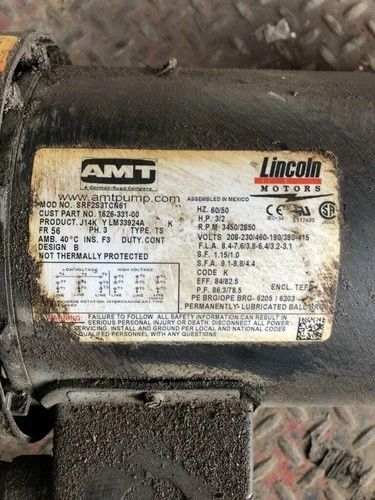 AMT
A Gorman-Rupp Company
www.amtpump.com
Lincoln
MOTORS
ASSEMBLED IN MEXICO
MOD NO. SRF2S3TCR61
CUST PART NO. 1626-331-00
PRODUCT. J14K Y LM33924A K
FR 56 PH. 3 TYPE. TS
AMB. 40°C INS. F3 DUTY. CONT
DESIGN B
NOT THERMALLY PROTECTED
LOW VOLTAGE HIGH VOLTAGE
HZ. 60/50
H.P. 3/2
R.P.M 3450/2850
VOLTS 208-230/460-190/380-415
F.L.A. 8.4-7.6/3.8-6.4/3.2-3.1
S.F. 1.15/1.0
S.F.A. 9.1-8.8/4.4
CODE K
EFF. 84/82.5 ENCL. TEFC
P.F. 86.3/78.5
PE BRG/OPE BRG - 6205 / 6203
PERMANENTLY LUBRICATED BALL BRG
FAILURE TO FOLLOW ALL SAFETY INFORMATION CAN RESULT IN
SERIOUS PERSONAL INJURY OR DEATH. DISCONNECT ALL POWER
AND GROUND PER LOCAL AND NATIONAL CODES
QUALIFED PERSONNEL WITH ANY QUESTIONS.